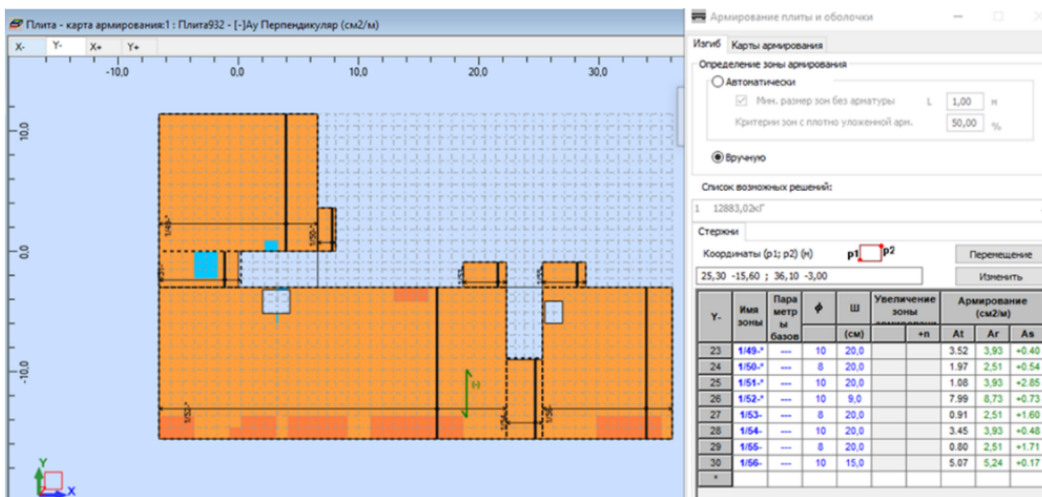 Плита - карта армирования:1 : Плита932 - [-]Ay Перпендикуляр (см2/м)
X- Y- X+ Y+
-10,0 0,0 10,0 20,0 30,0
10,0
0,0
-10,0
1/49-*
1/50-*
1/52-*
(-)
Y
X
Армирование плиты и оболочки
Изгиб Карты армирования
Определение зоны армирования
Автоматически
Мин. размер зон без арматуры L 1,00 м
Критерии зон с плотно уложенной арм. 50,00 %
Вручную
Список возможных решений:
1 12883,02кГ
Стержни
Координаты (p1; p2) (м) p1 p2 Перемещение
25,30 -15,60 ; 36,10 -3,00 Изменить
Y- Имя зоны Параметры базов ϕ Ш (см) Увеличение зоны +n Армирование (см2/м) At Ar As
23 1/49-* --- 10 20,0 3.52 3,93 +0.40
24 1/50-* --- 8 20,0 1.97 2,51 +0.54
25 1/51-* --- 10 20,0 1.08 3,93 +2.85
26 1/52-* --- 10 9,0 7.99 8,73 +0.73
27 1/53- --- 8 20,0 0.91 2,51 +1.60
28 1/54- --- 10 20,0 3.45 3,93 +0.48
29 1/55- --- 8 20,0 0.80 2,51 +1.71
30 1/56- --- 10 15,0 5.07 5,24 +0.17
*